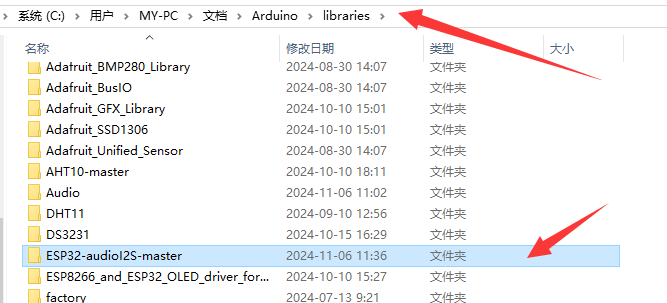 系统 (C:) > 用户 > MY-PC > 文档 > Arduino > libraries >
名称 修改日期 类型 大小
Adafruit_BMP280_Library 2024-08-30 14:07 文件夹
Adafruit_BusIO 2024-08-30 14:07 文件夹
Adafruit_GFX_Library 2024-10-10 15:01 文件夹
Adafruit_SSD1306 2024-10-10 15:01 文件夹
Adafruit_Unified_Sensor 2024-08-30 14:07 文件夹
AHT10-master 2024-10-10 18:11 文件夹
Audio 2024-11-06 11:02 文件夹
DHT11 2024-09-10 12:56 文件夹
DS3231 2024-10-15 16:29 文件夹
ESP32-audioI2S-master 2024-11-06 11:36 文件夹
ESP8266_and_ESP32_OLED_driver_for... 2024-10-10 15:27 文件夹
factory 2024-07-13 9:21 文件夹